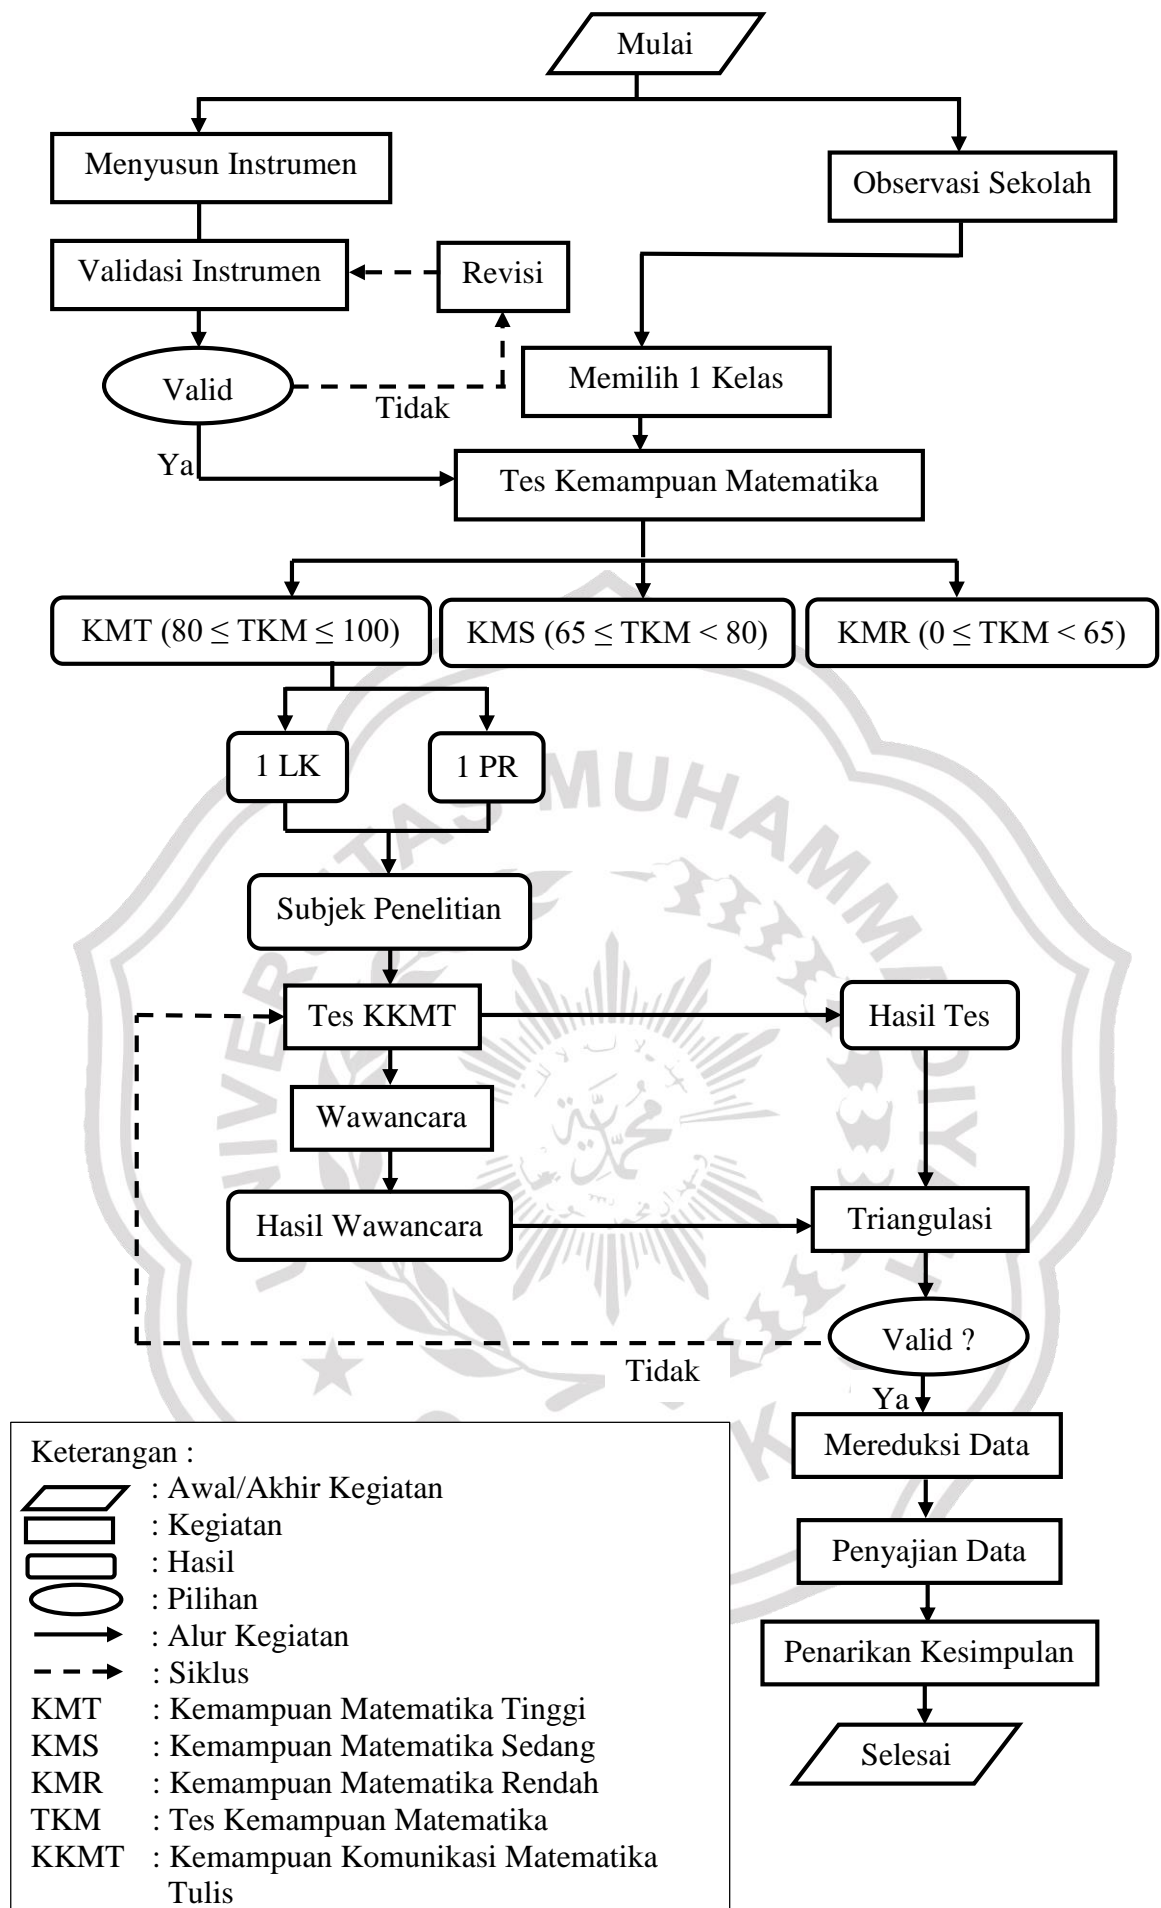 Mulai
Menyusun Instrumen
Observasi Sekolah
Validasi Instrumen
Revisi
Valid
Tidak
Memilih 1 Kelas
Ya
Tes Kemampuan Matematika
KMT (80 ≤ TKM ≤ 100)
KMS (65 ≤ TKM < 80)
KMR (0 ≤ TKM < 65)
1 LK
1 PR
Subjek Penelitian
Tes KKMT
Hasil Tes
Wawancara
Hasil Wawancara
Triangulasi
Valid ?
Tidak
Ya
Mereduksi Data
Penyajian Data
Penarikan Kesimpulan
Selesai
Keterangan :
: Awal/Akhir Kegiatan
: Kegiatan
: Hasil
: Pilihan
: Alur Kegiatan
: Siklus
KMT : Kemampuan Matematika Tinggi
KMS : Kemampuan Matematika Sedang
KMR : Kemampuan Matematika Rendah
TKM : Tes Kemampuan Matematika
KKMT : Kemampuan Komunikasi Matematika
Tulis